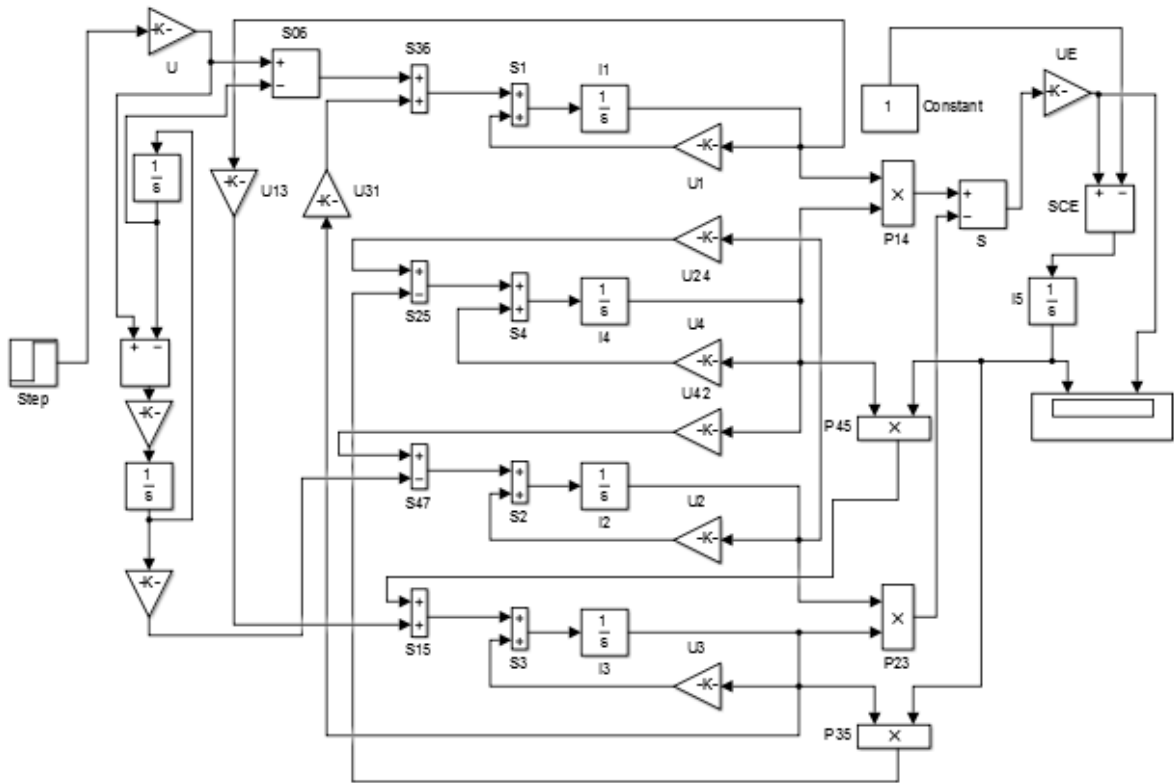 -K-
U
S06
+
−
S36
+
+
S1
+
+
I1
1
s
-K-
U1
1
Constant
UE
-K-
1
s
-K-
U13
-K-
U31
×
P14
+
−
S
SCE
+ −
-K-
U24
S25
+
−
S4
+
+
1
s
I4
U4
-K-
U42
I5
1
s
Step
+ −
-K-
1
s
-K-
-K-
P45
×
+
−
S47
+
+
S2
1
s
I2
U2
-K-
+
+
S15
+
+
S3
1
s
I3
U3
-K-
×
P23
P35
×